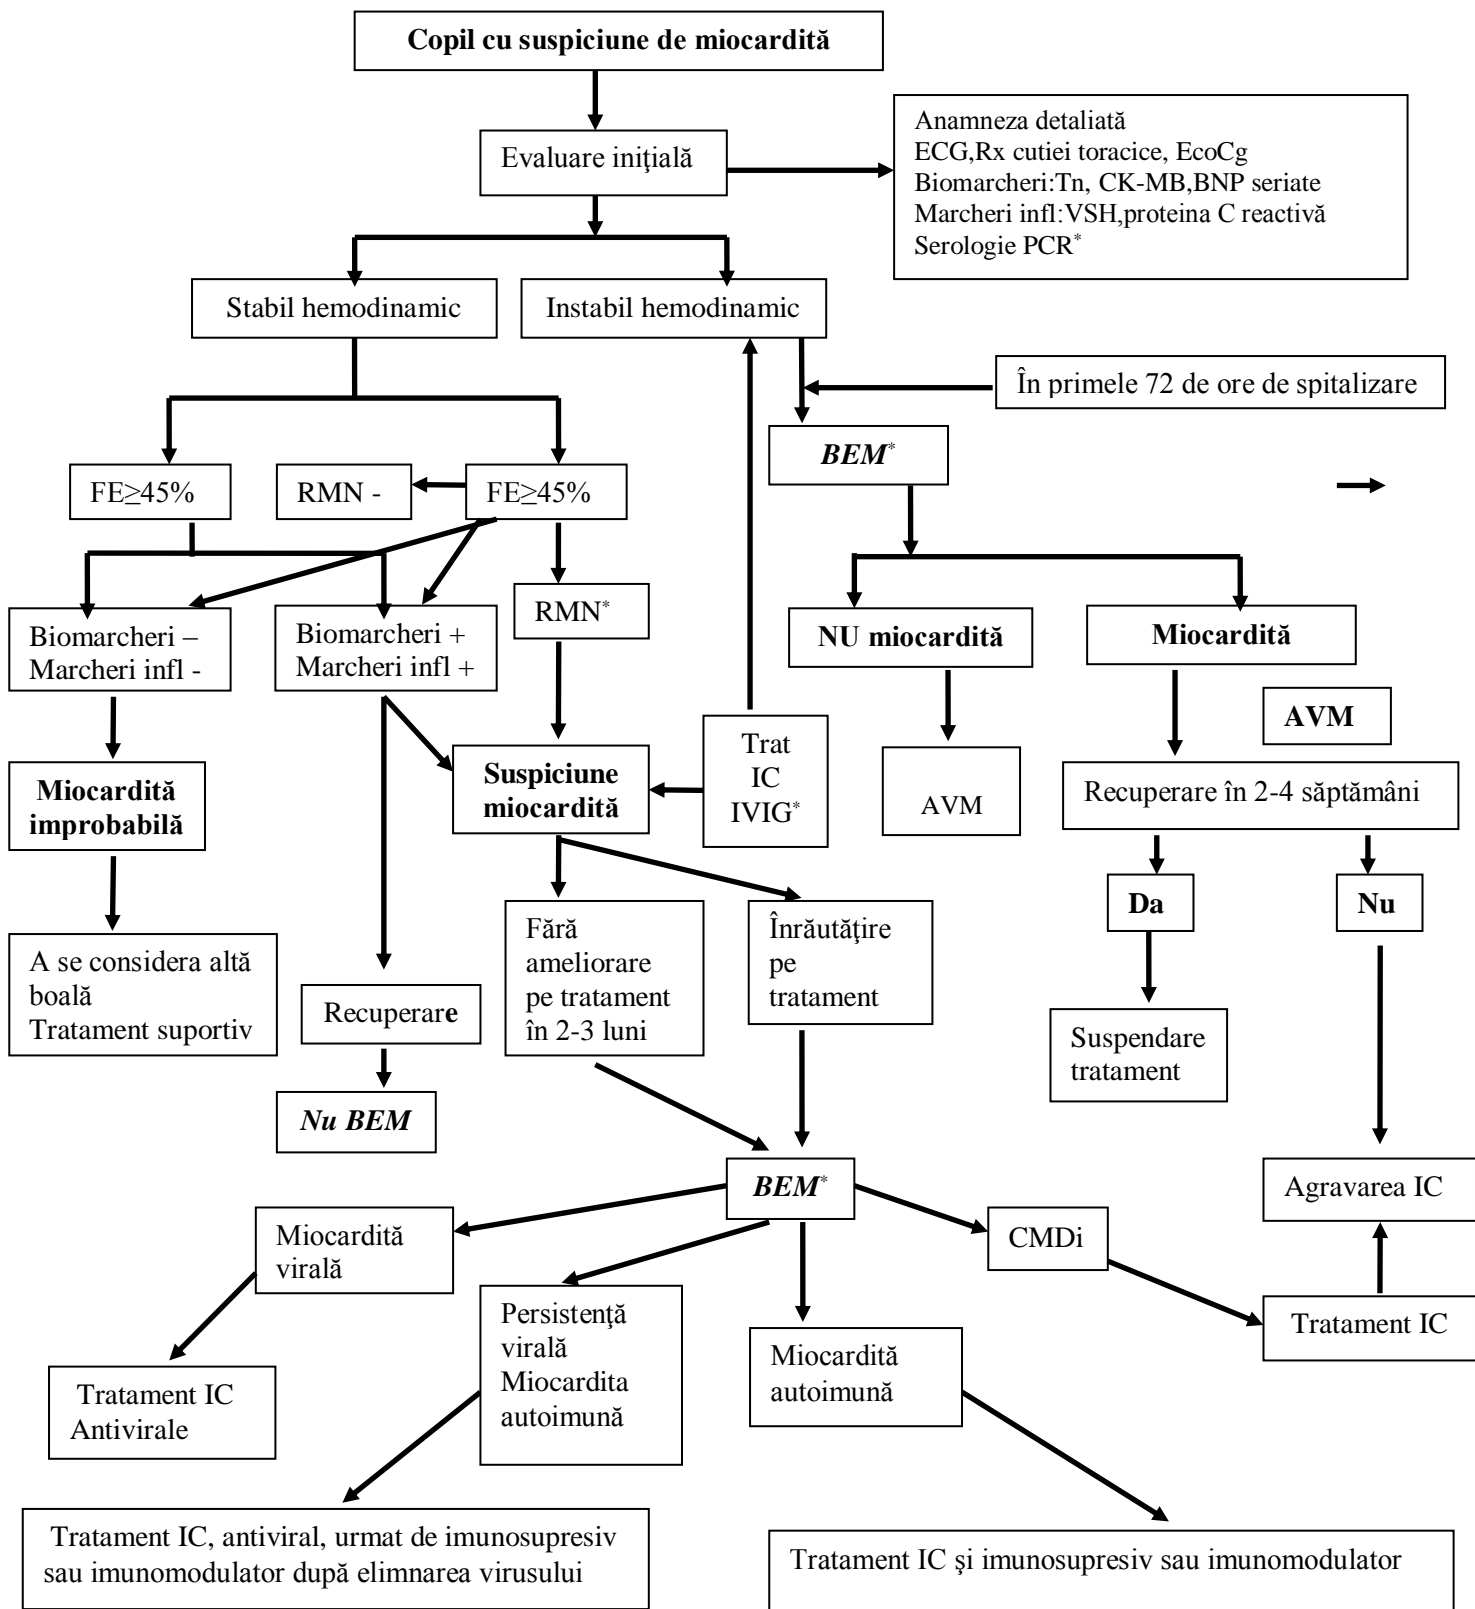 Copil cu suspiciune de miocardită
Evaluare iniţială
Anamneza detaliată
ECG,Rx cutiei toracice, EcoCg
Biomarcheri:Tn, CK-MB,BNP seriate
Marcheri infl:VSH,proteina C reactivă
Serologie PCR*
Stabil hemodinamic
Instabil hemodinamic
În primele 72 de ore de spitalizare
BEM*
FE≥45%
RMN -
FE≥45%
RMN*
NU miocardită
Miocardită
Biomarcheri –
Marcheri infl -
Biomarcheri +
Marcheri infl +
AVM
Trat
IC
IVIG*
Suspiciune
miocardită
Miocardită
improbabilă
AVM
Recuperare în 2-4 săptămâni
Da
Nu
A se considera altă
boală
Tratament suportiv
Recuperare
Fără
ameliorare
pe tratament
în 2-3 luni
Înrăutăţire
pe
tratament
Suspendare
tratament
Nu BEM
BEM*
Agravarea IC
Miocardită
virală
CMDi
Tratament IC
Persistenţă
virală
Miocardita
autoimună
Miocardită
autoimună
Tratament IC
Antivirale
Tratament IC, antiviral, urmat de imunosupresiv
sau imunomodulator după elimnarea virusului
Tratament IC şi imunosupresiv sau imunomodulator